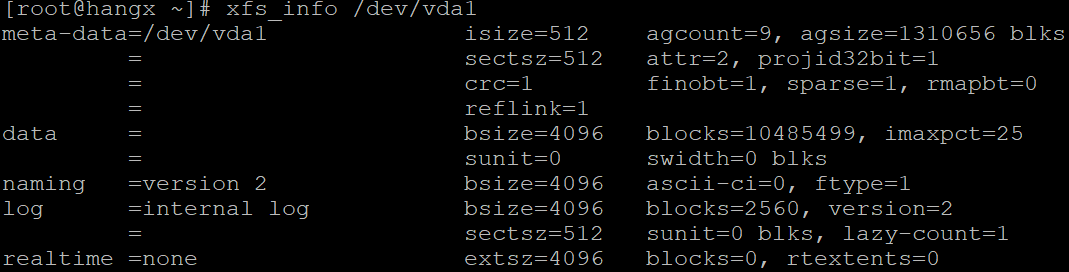 [root@hangx ~]# xfs_info /dev/vda1
meta-data=/dev/vda1              isize=512    agcount=9, agsize=1310656 blks
         =                       sectsz=512   attr=2, projid32bit=1
         =                       crc=1        finobt=1, sparse=1, rmapbt=0
         =                       reflink=1
data     =                       bsize=4096   blocks=10485499, imaxpct=25
         =                       sunit=0      swidth=0 blks
naming   =version 2              bsize=4096   ascii-ci=0, ftype=1
log      =internal log           bsize=4096   blocks=2560, version=2
         =                       sectsz=512   sunit=0 blks, lazy-count=1
realtime =none                   extsz=4096   blocks=0, rtextents=0